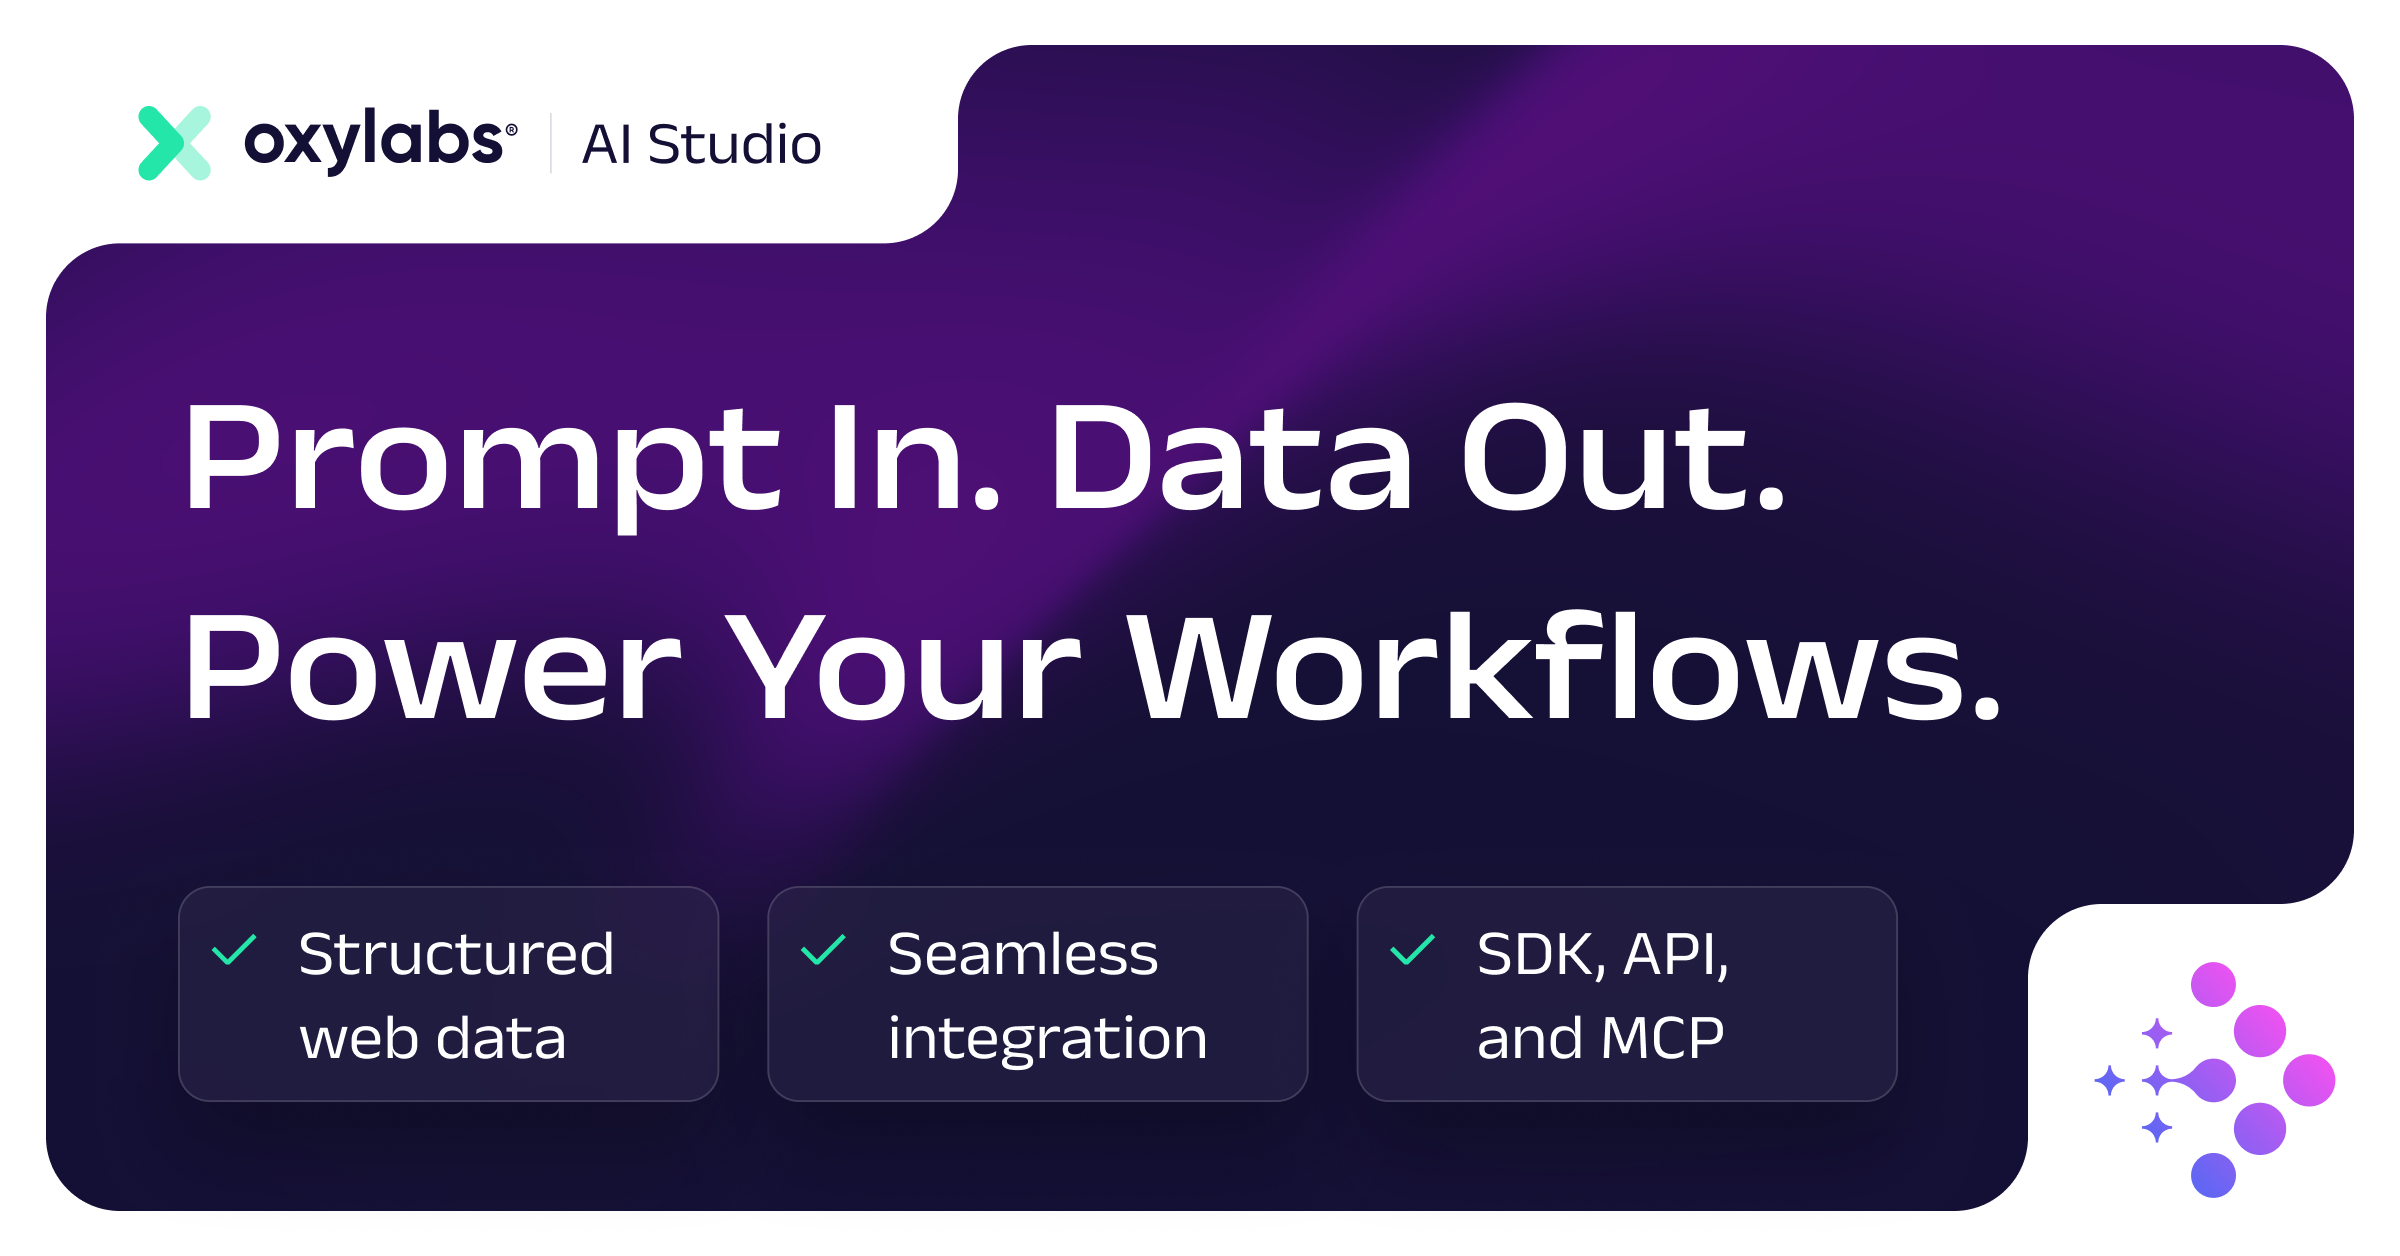 oxylabs® | AI Studio
Prompt In. Data Out.
Power Your Workflows.
Structured
web data
Seamless
integration
SDK, API,
and MCP